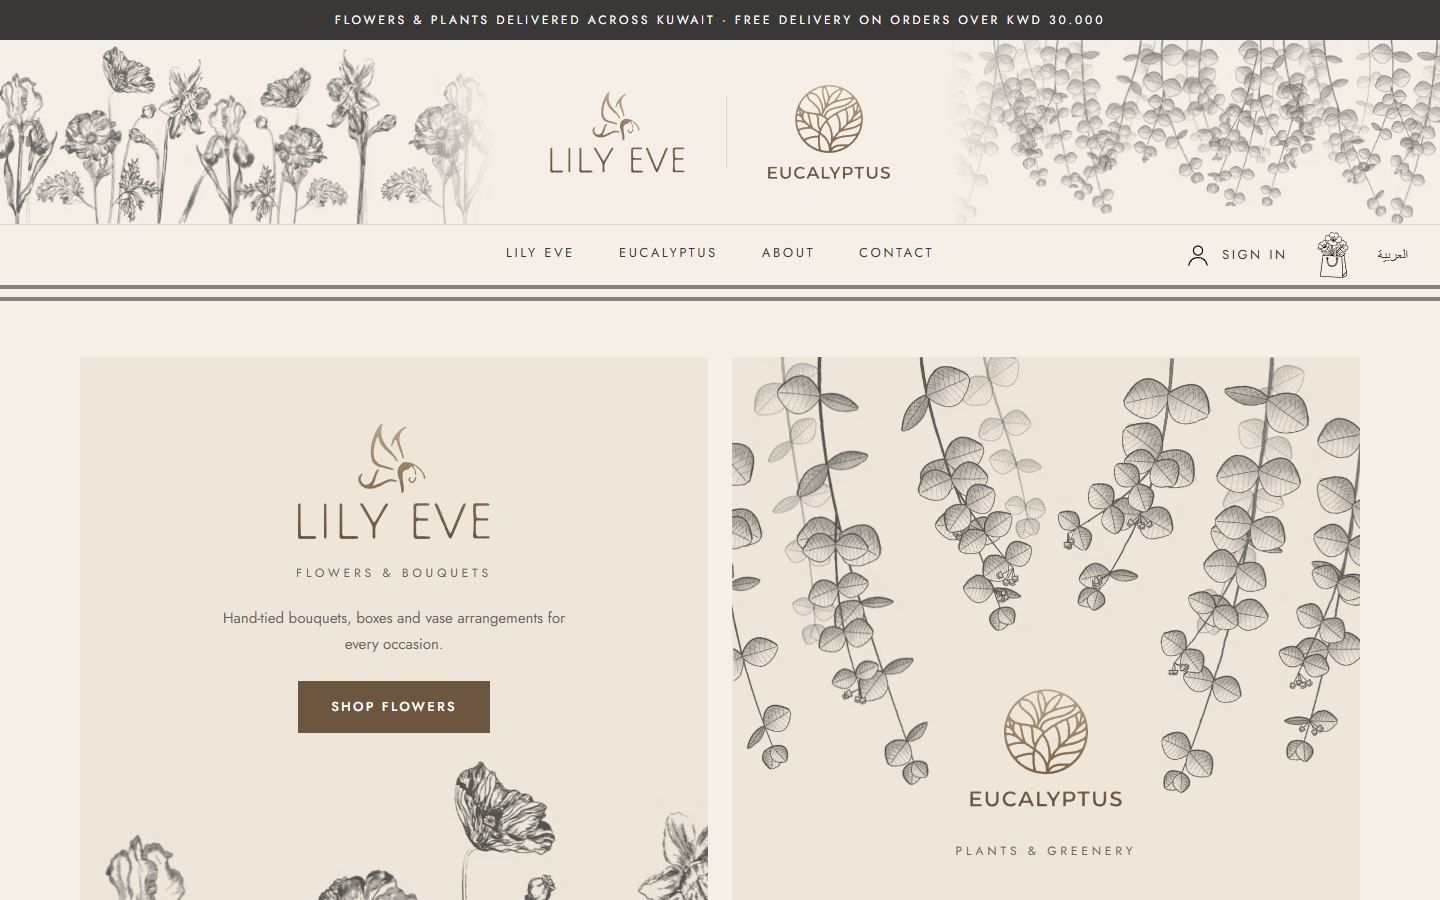 FLOWERS & PLANTS DELIVERED ACROSS KUWAIT · FREE DELIVERY ON ORDERS OVER KWD 30.000
LILY EVE
EUCALYPTUS
LILY EVE
EUCALYPTUS
ABOUT
CONTACT
SIGN IN
العربية
LILY EVE
FLOWERS & BOUQUETS
Hand-tied bouquets, boxes and vase arrangements for
every occasion.
SHOP FLOWERS
EUCALYPTUS
PLANTS & GREENERY